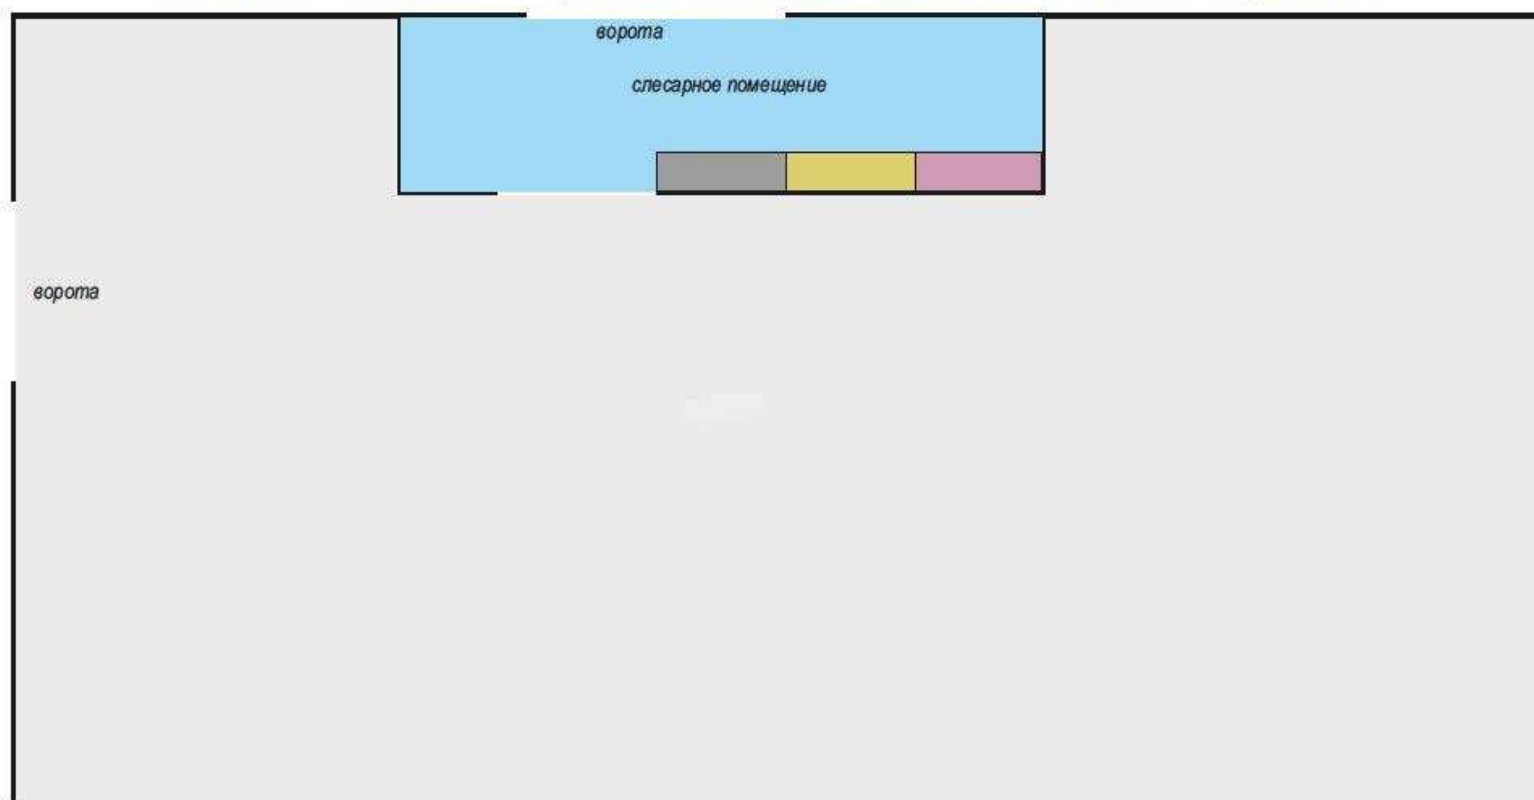 ворота
слесарное помещение
ворота